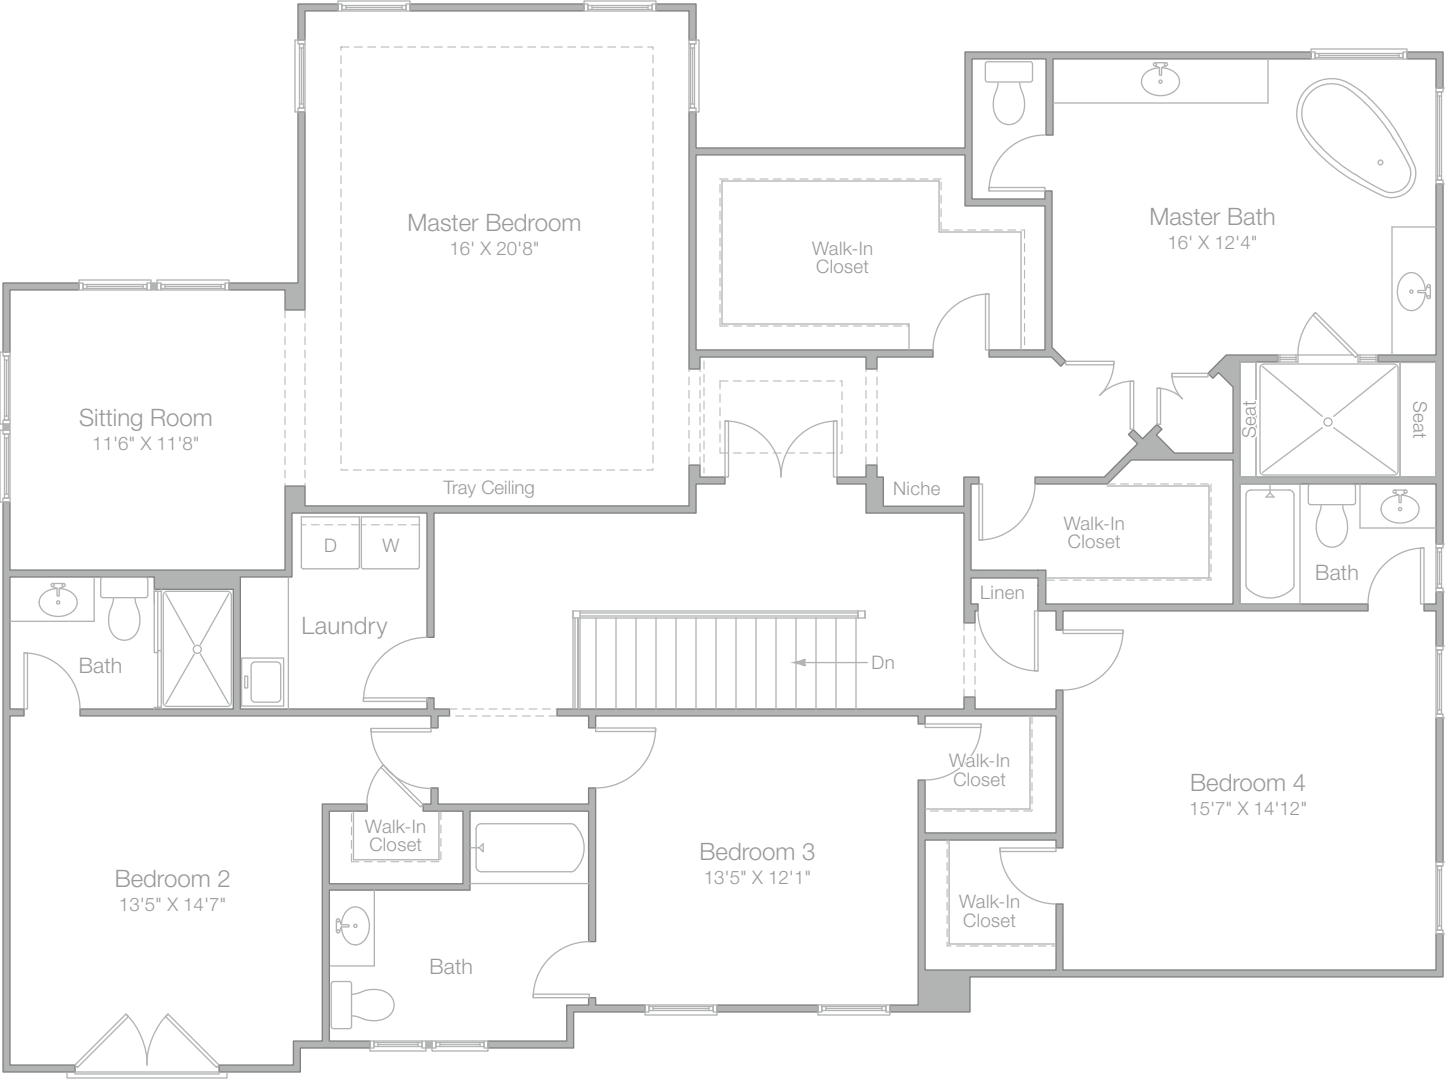 Master Bedroom
16' X 20'8"
Master Bath
16' X 12'4"
Walk-In
Closet
Sitting Room
11'6" X 11'8"
Seat
Seat
Tray Ceiling
Niche
D
W
Walk-In
Closet
Bath
Linen
Laundry
Bath
Dn
Walk-In
Closet
Bedroom 4
15'7" X 14'12"
Walk-In
Closet
Bedroom 3
13'5" X 12'1"
Bedroom 2
13'5" X 14'7"
Walk-In
Closet
Bath